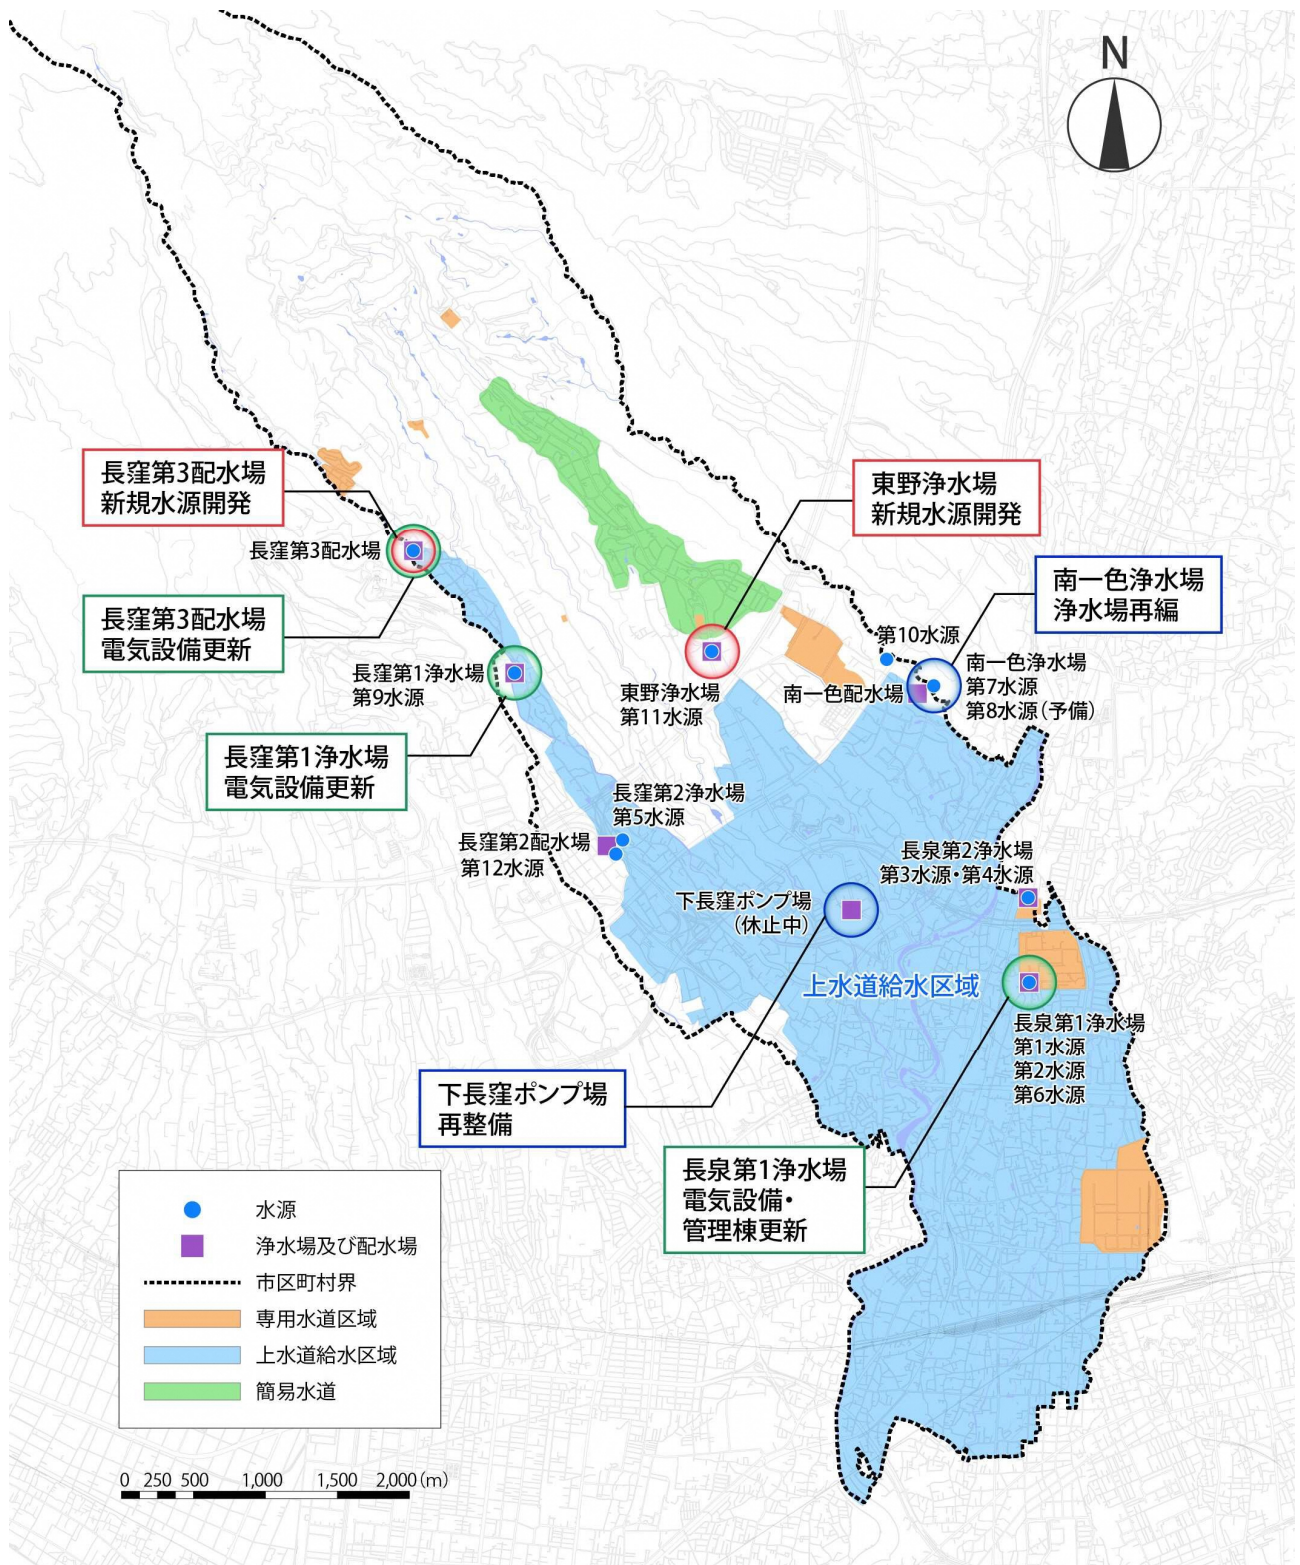 N
長窪第3配水場
新規水源開発
東野浄水場
新規水源開発
長窪第3配水場
南一色浄水場
浄水場再編
長窪第3配水場
電気設備更新
第10水源
南一色浄水場
第7水源
第8水源（予備）
長窪第1浄水場
第9水源
東野浄水場
第11水源
南一色配水場
長窪第1浄水場
電気設備更新
長窪第2浄水場
第5水源
長窪第2配水場
第12水源
長泉第2浄水場
第3水源・第4水源
下長窪ポンプ場
（休止中）
上水道給水区域
長泉第1浄水場
第1水源
第2水源
第6水源
下長窪ポンプ場
再整備
長泉第1浄水場
電気設備・
管理棟更新
水源
浄水場及び配水場
市区町村界
専用水道区域
上水道給水区域
簡易水道
0 250 500 1,000 1,500 2,000（m）